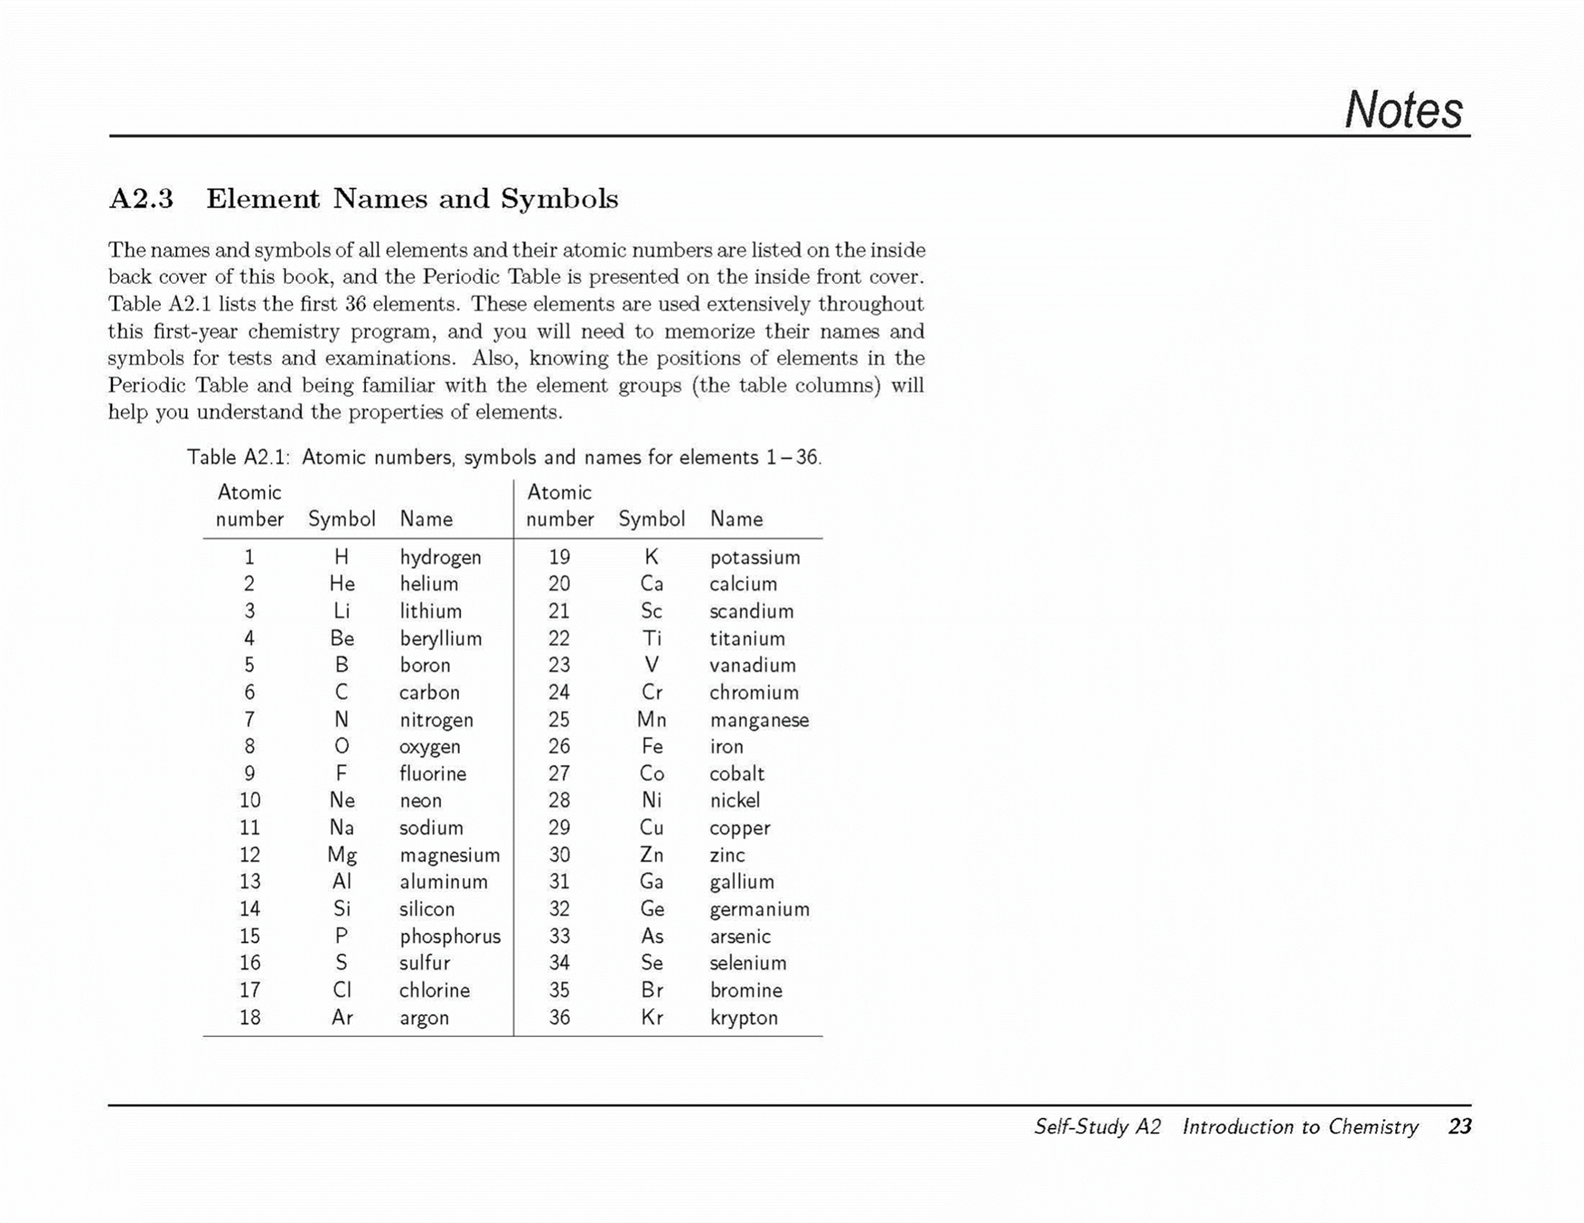 Notes
A2.3 Element Names and Symbols
The names and symbols of all elements and their atomic numbers are listed on the inside
back cover of this book, and the Periodic Table is presented on the inside front cover.
Table A2.1 lists the first 36 elements. These elements are used extensively throughout
this first-year chemistry program, and you will need to memorize their names and
symbols for tests and examinations. Also, knowing the positions of elements in the
Periodic Table and being familiar with the element groups (the table columns) will
help you understand the properties of elements.
Table A2.1: Atomic numbers, symbols and names for elements 1–36.
Atomic Atomic
number Symbol Name number Symbol Name
1 H hydrogen 19 K potassium
2 He helium 20 Ca calcium
3 Li lithium 21 Sc scandium
4 Be beryllium 22 Ti titanium
5 B boron 23 V vanadium
6 C carbon 24 Cr chromium
7 N nitrogen 25 Mn manganese
8 O oxygen 26 Fe iron
9 F fluorine 27 Co cobalt
10 Ne neon 28 Ni nickel
11 Na sodium 29 Cu copper
12 Mg magnesium 30 Zn zinc
13 Al aluminum 31 Ga gallium
14 Si silicon 32 Ge germanium
15 P phosphorus 33 As arsenic
16 S sulfur 34 Se selenium
17 Cl chlorine 35 Br bromine
18 Ar argon 36 Kr krypton
Self-Study A2 Introduction to Chemistry 23